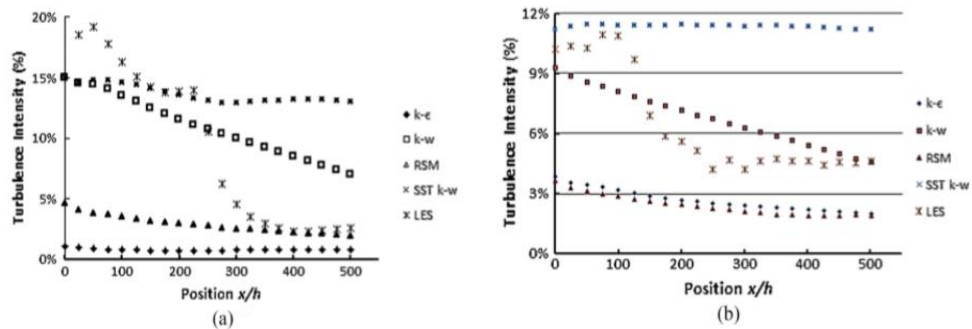 20%
15%
10%
5%
0%
Turbulence Intensity (%)
0 100 200 300 400 500
Position x/h
k-ϵ
k-w
RSM
SST k-w
LES
(a)
12%
9%
6%
3%
0%
Turbulence Intensity (%)
0 100 200 300 400 500
Position x/h
k-ϵ
k-w
RSM
SST k-w
LES
(b)